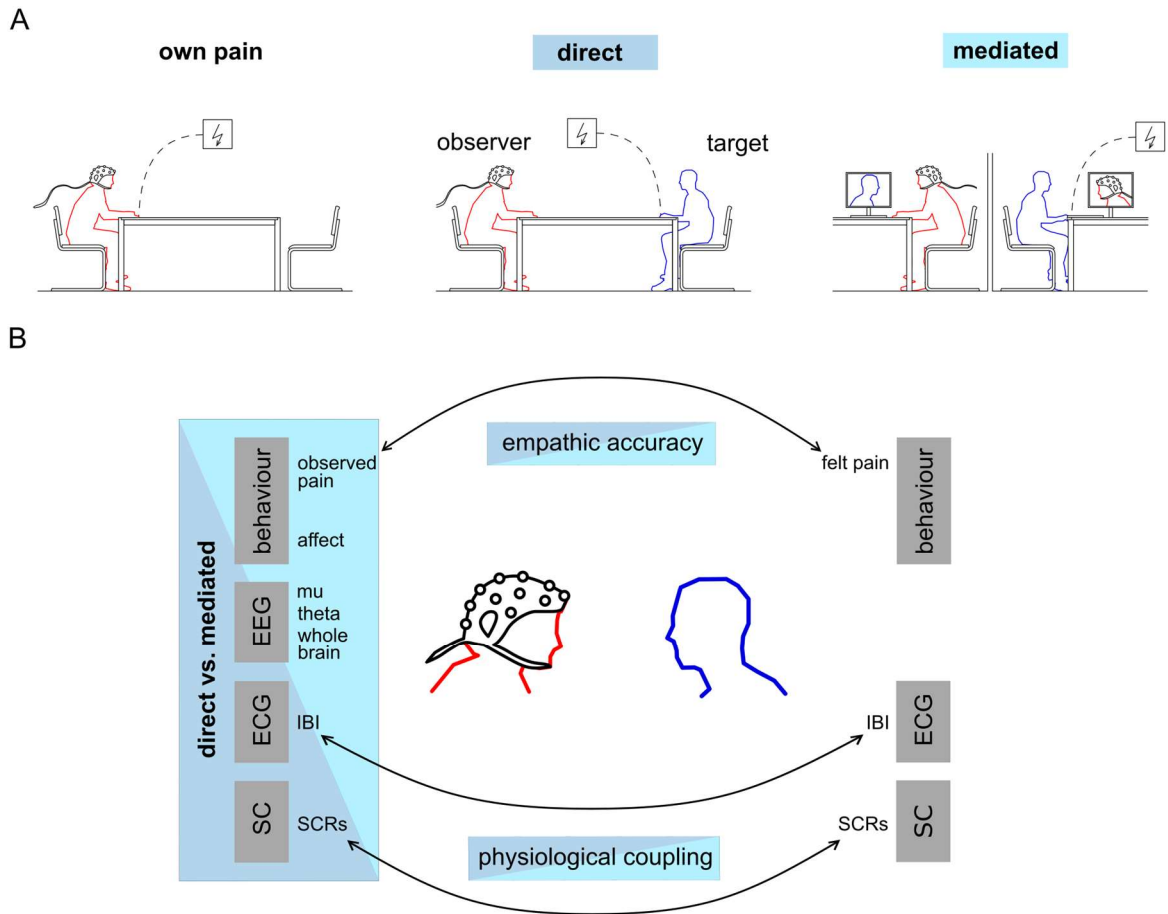 A
own pain
direct
mediated
observer
target
B
direct vs. mediated
behaviour
observed
pain
affect
EEG
mu
theta
whole
brain
ECG
IBI
SC
SCRs
empathic accuracy
physiological coupling
felt pain
behaviour
IBI
ECG
SCRs
SC